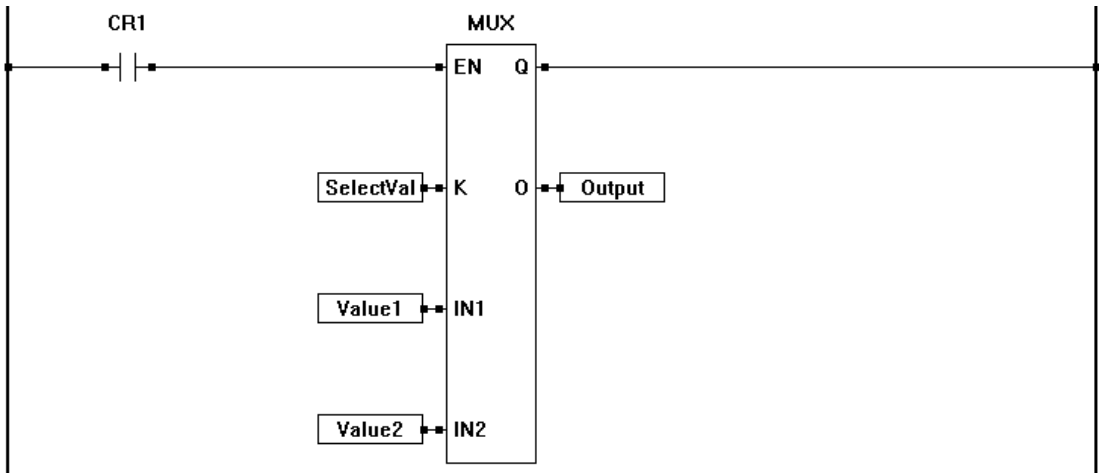 CR1 MUX
EN Q
SelectVal K O Output
Value1 IN1
Value2 IN2